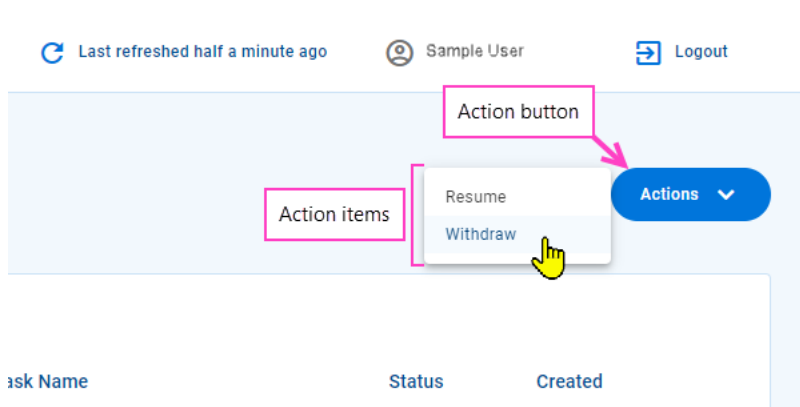 Last refreshed half a minute ago
Sample User
Logout
Action button
Actions
Action items
Resume
Withdraw
ask Name
Status
Created